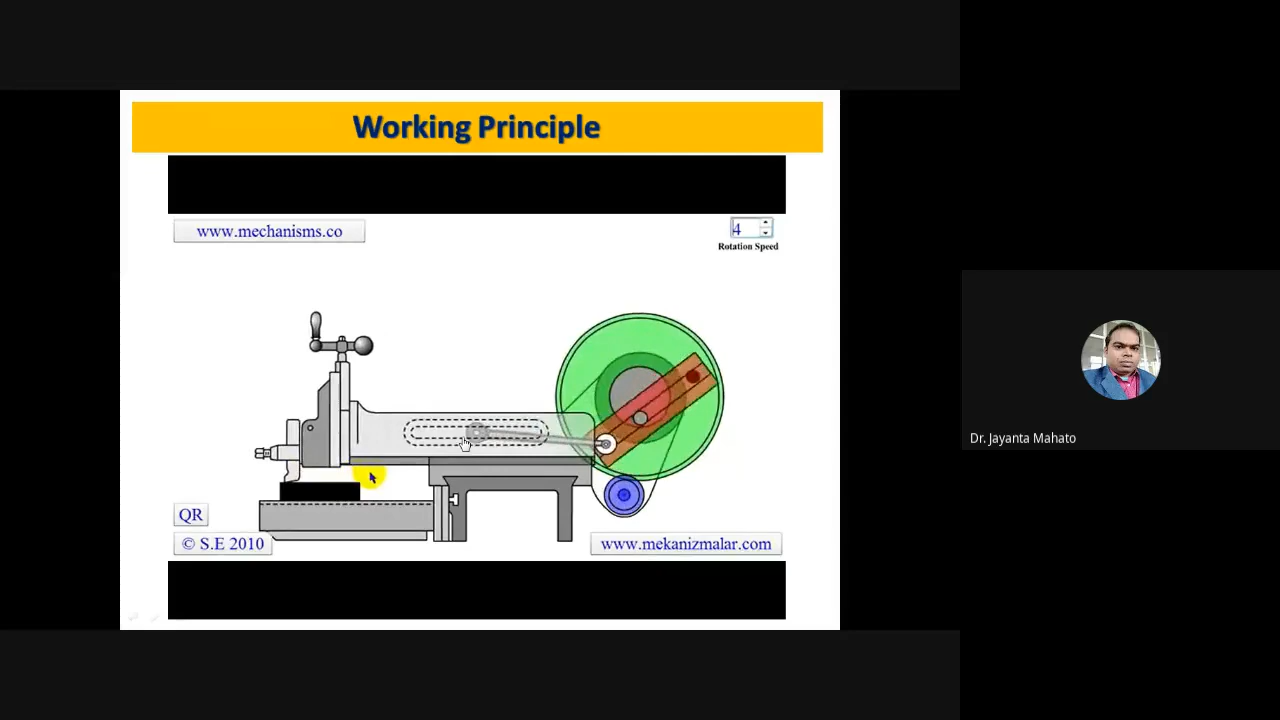 Working Principle
www.mechanisms.co
4
Rotation Speed
QR
© S.E 2010
www.mekanizmalar.com
Dr. Jayanta Mahato